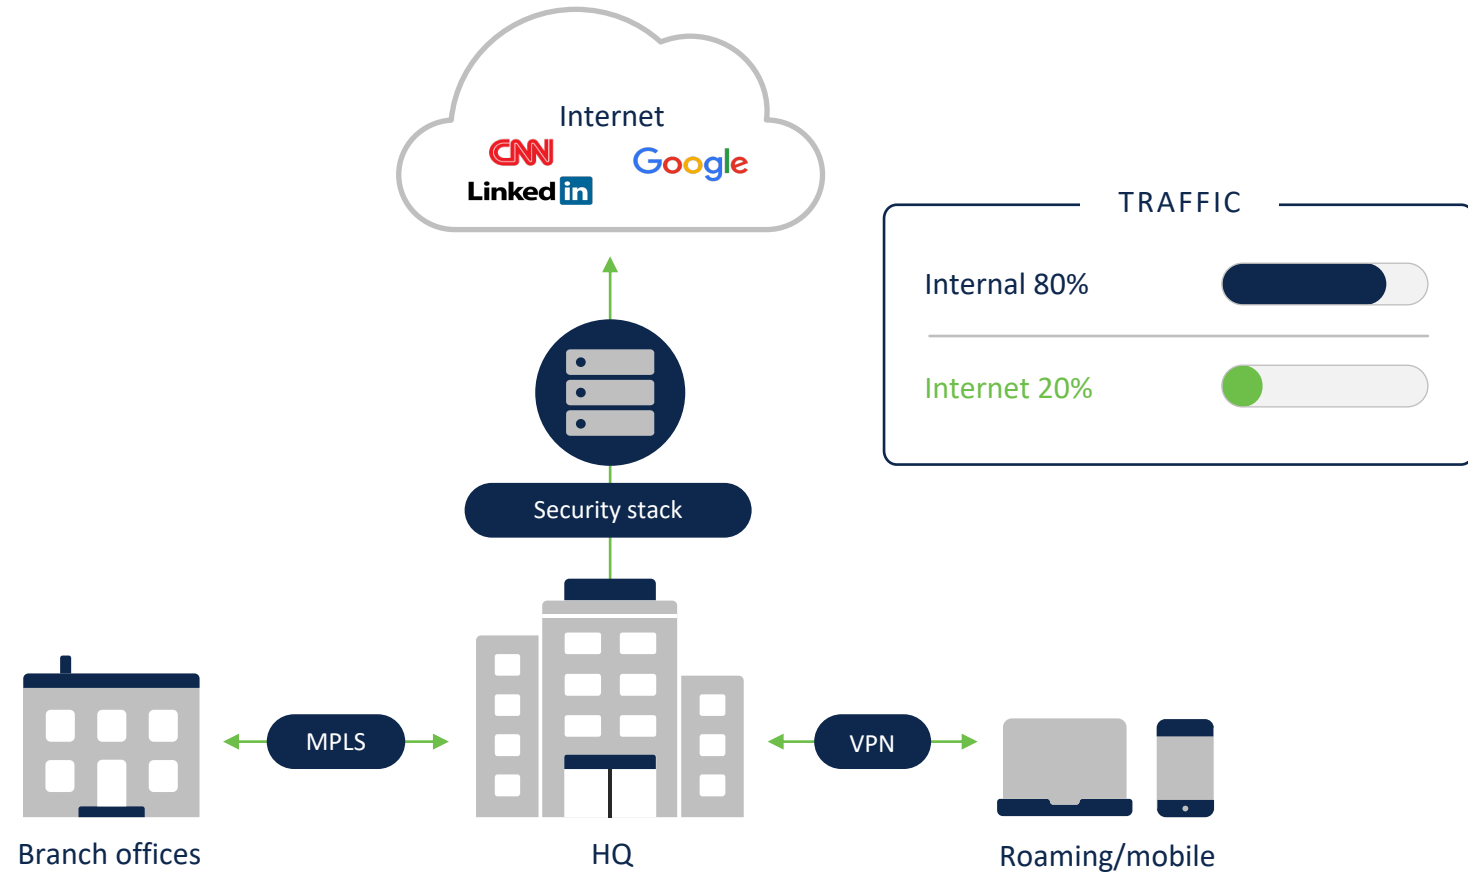 Internet
CNN
Google
Linked in
TRAFFIC
Internal 80%
Internet 20%
Security stack
MPLS
VPN
Branch offices
HQ
Roaming/mobile